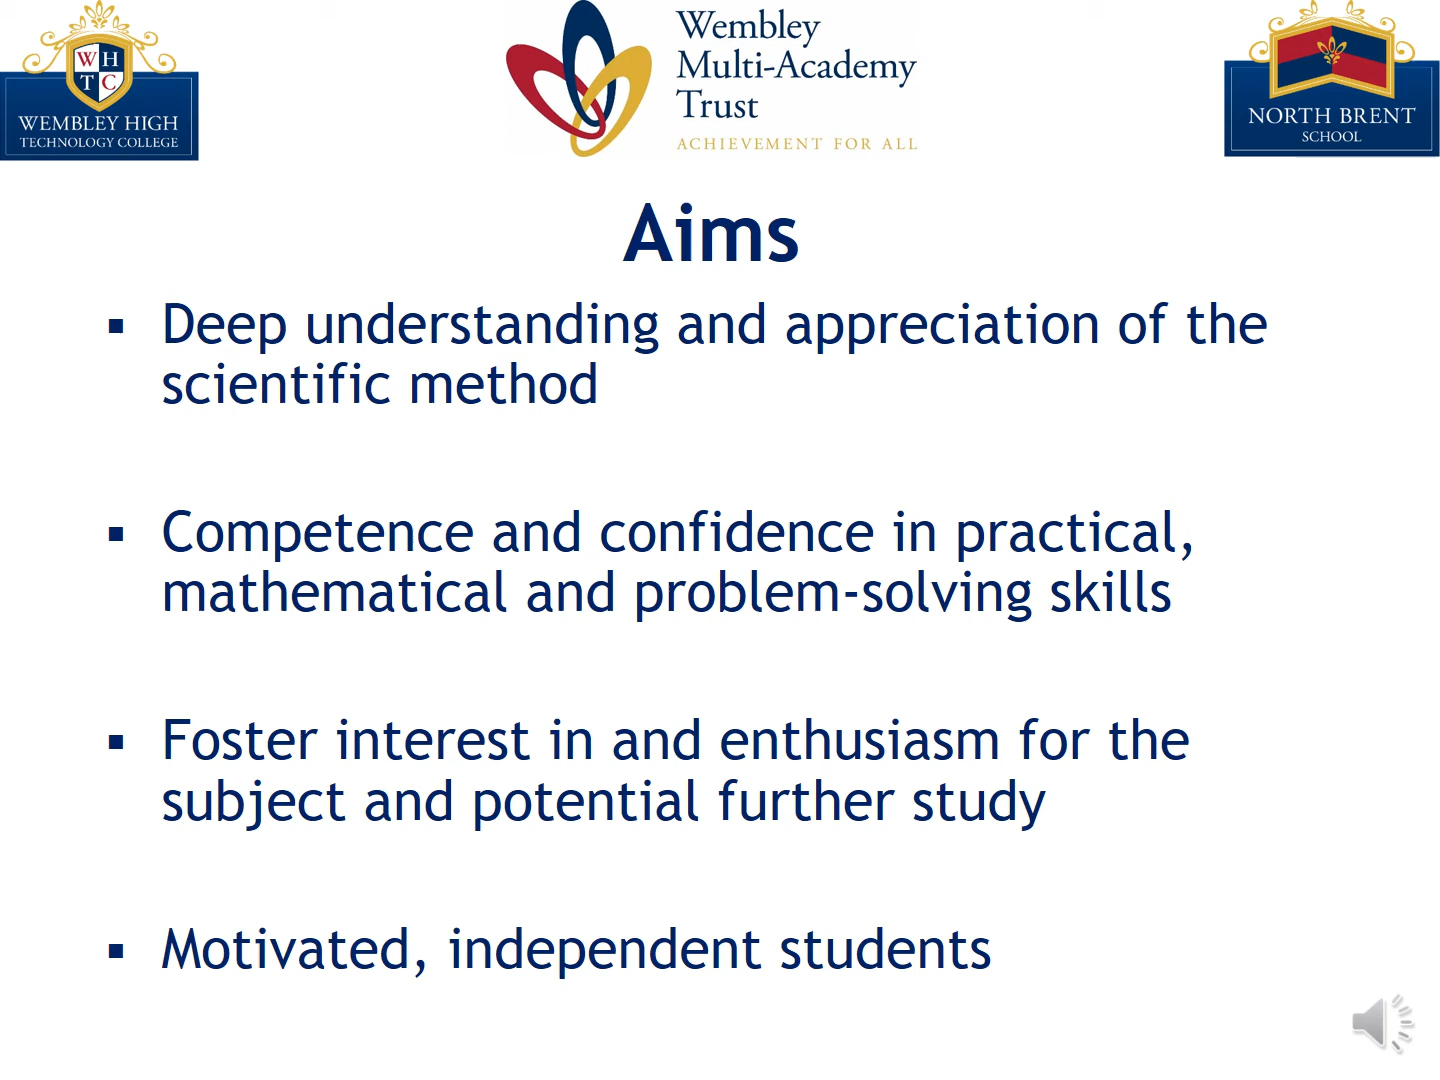 W H
T C
WEMBLEY HIGH
TECHNOLOGY COLLEGE
Wembley
Multi-Academy
Trust
ACHIEVEMENT FOR ALL
NORTH BRENT
SCHOOL
Aims
▪ Deep understanding and appreciation of the
scientific method
▪ Competence and confidence in practical,
mathematical and problem-solving skills
▪ Foster interest in and enthusiasm for the
subject and potential further study
▪ Motivated, independent students